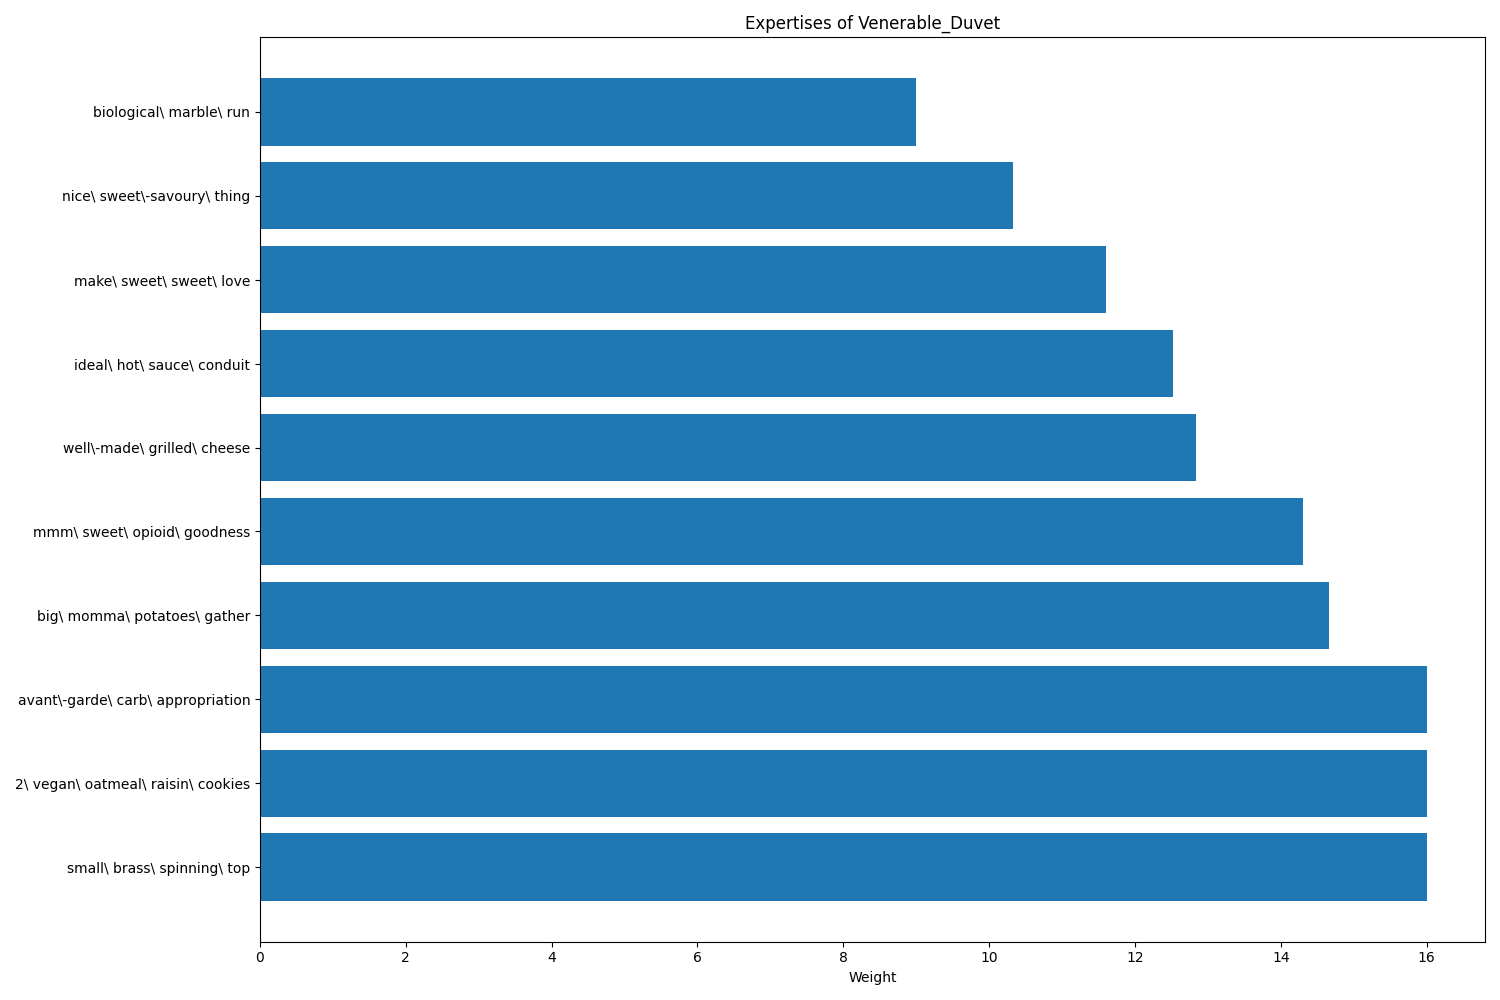 Expertises of Venerable_Duvet
biological\ marble\ run
nice\ sweet\-savoury\ thing
make\ sweet\ sweet\ love
ideal\ hot\ sauce\ conduit
well\-made\ grilled\ cheese
mmm\ sweet\ opioid\ goodness
big\ momma\ potatoes\ gather
avant\-garde\ carb\ appropriation
2\ vegan\ oatmeal\ raisin\ cookies
small\ brass\ spinning\ top
0 2 4 6 8 10 12 14 16
Weight